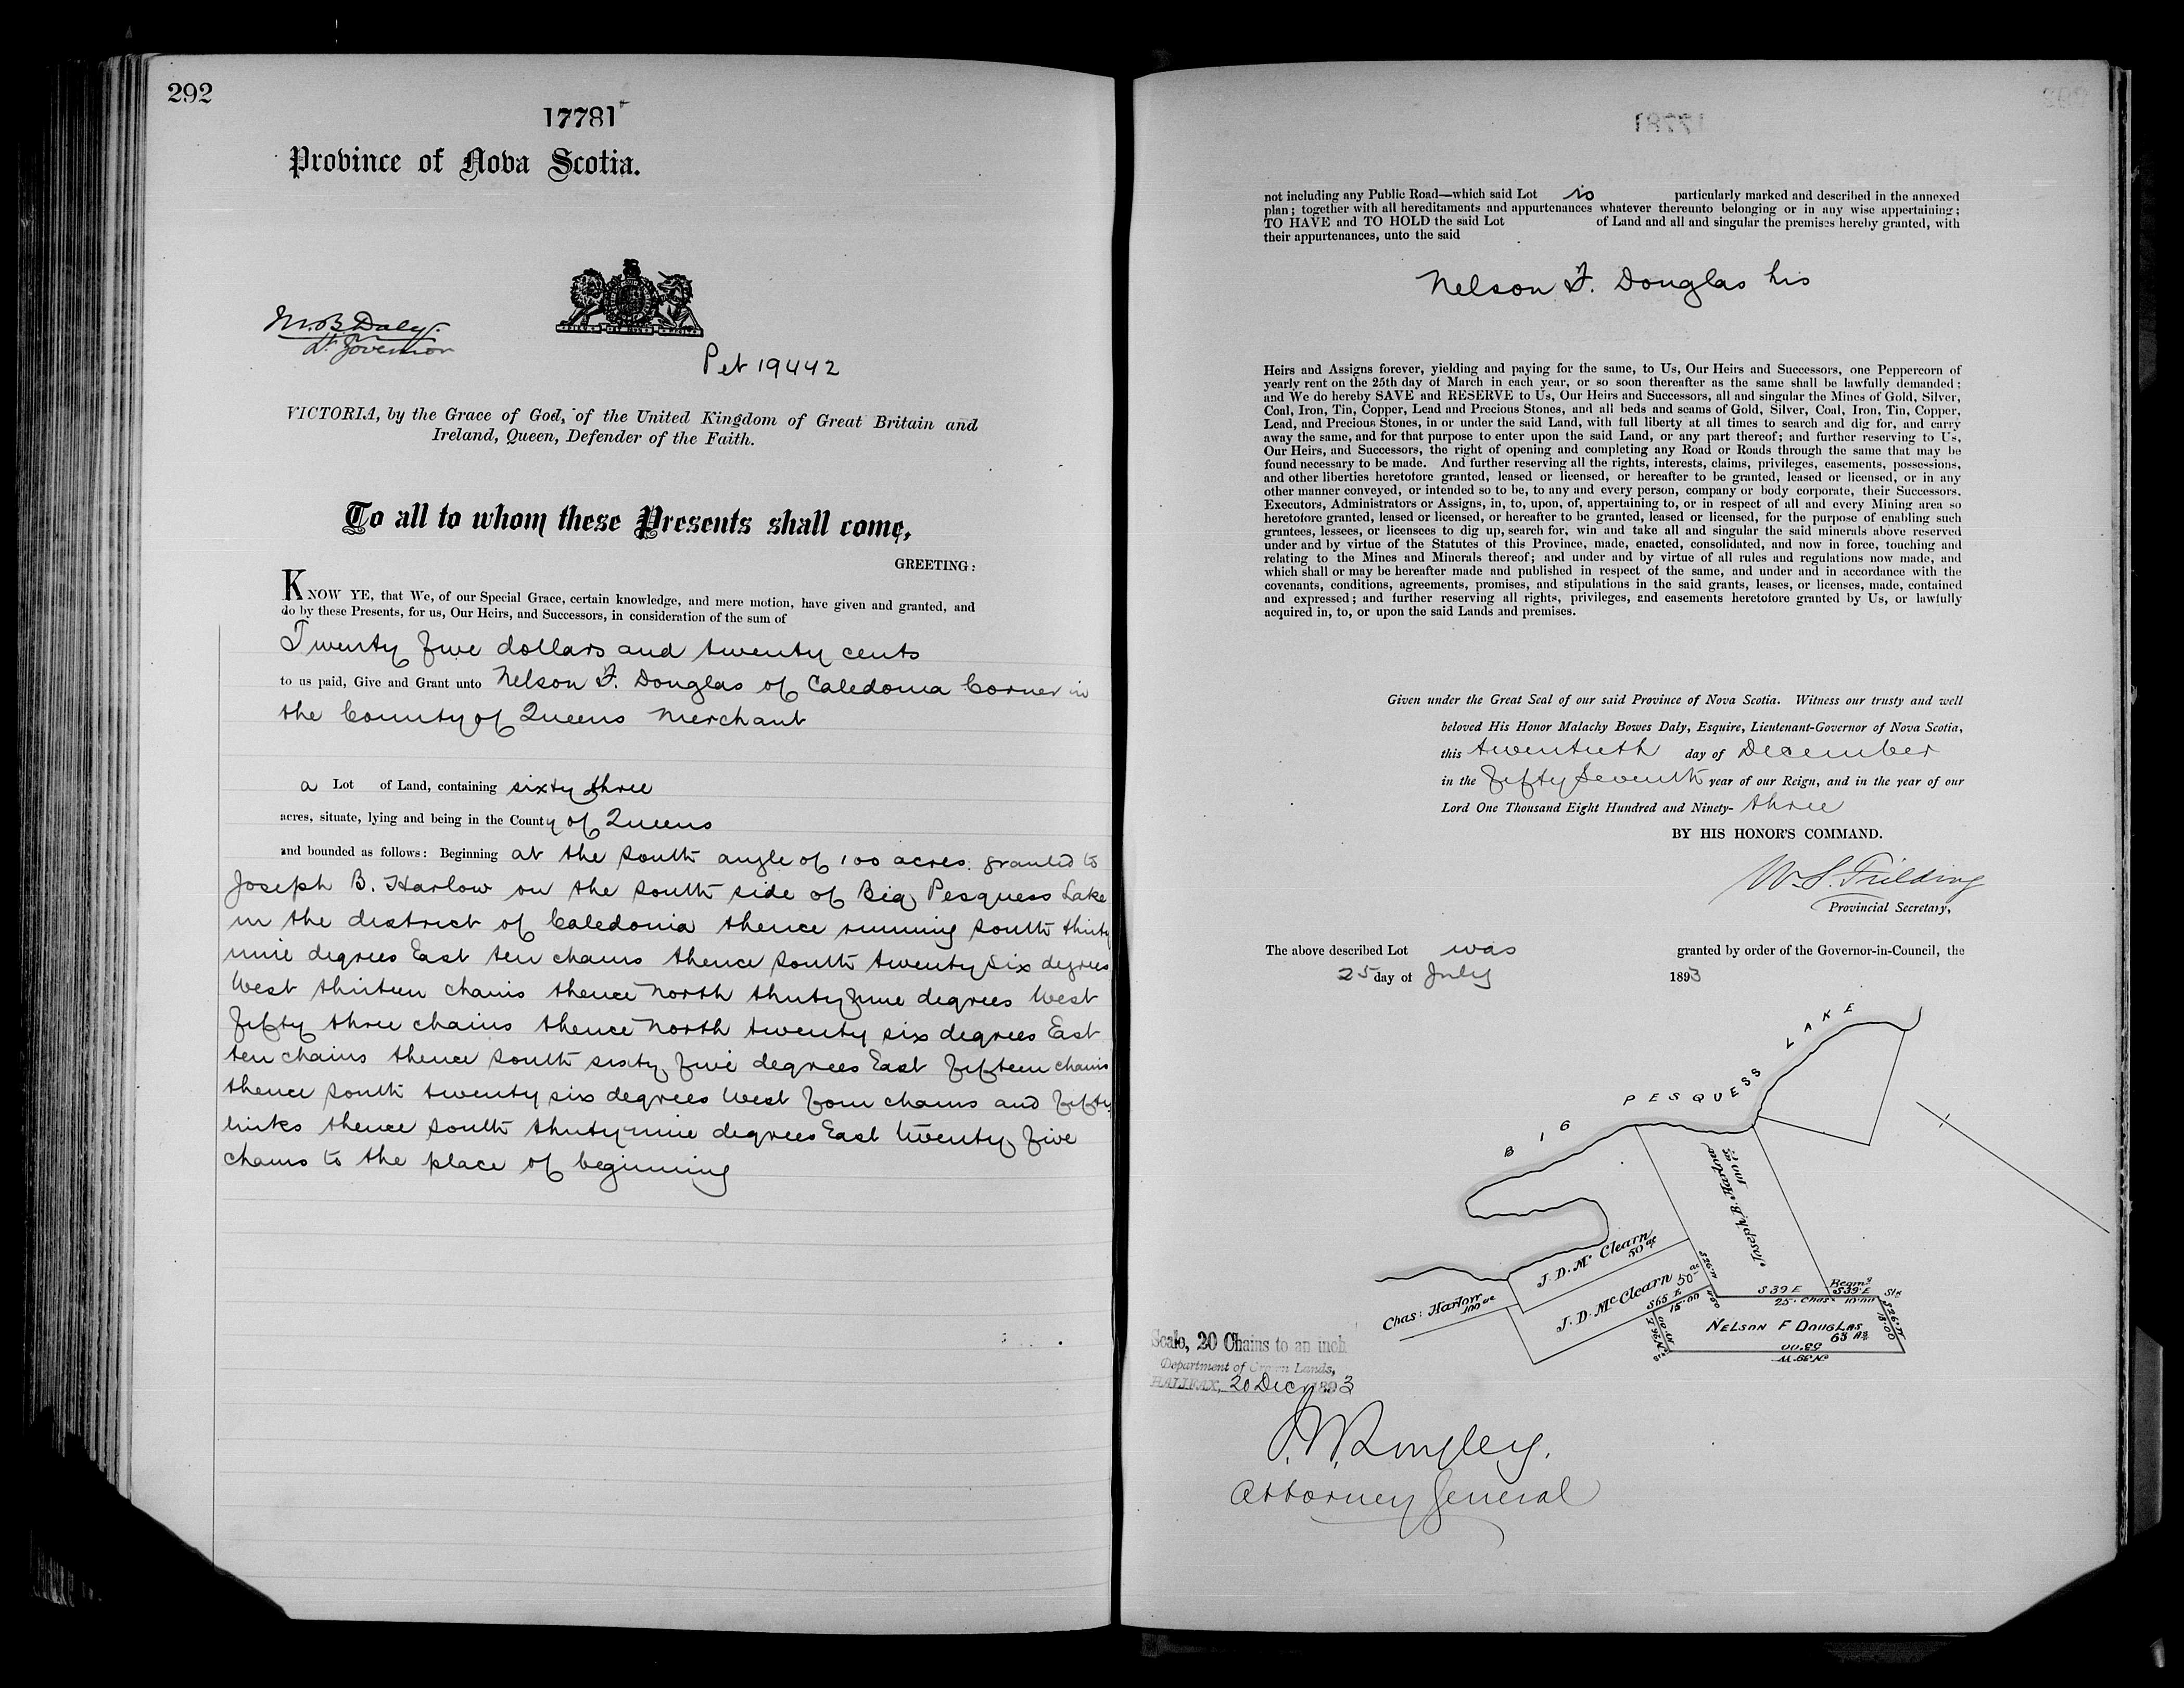 292
17781
Province of Nova Scotia.
M.B. Daly.
Lt. Governor
Pet 19442
VICTORIA, by the Grace of God, of the United Kingdom of Great Britain and
Ireland, Queen, Defender of the Faith.
To all to whom these Presents shall come,
GREETING:
KNOW YE, that We, of our Special Grace, certain knowledge, and mere motion, have given and granted, and
do by these Presents, for us, Our Heirs, and Successors, in consideration of the sum of
Twenty five dollars and twenty cents
to us paid, Give and Grant unto Nelson F. Douglas of Caledonia Corner in
the County of Queens Merchant
a Lot of Land, containing sixty three
acres, situate, lying and being in the County of Queens
and bounded as follows: Beginning at the south angle of 100 acres granted to
Joseph B. Harlow on the south side of Big Pesquess Lake
in the district of Caledonia thence running south thirty
nine degrees East ten chains thence south twenty six degrees
West thirteen chains thence north thirty nine degrees West
fifty three chains thence north twenty six degrees East
ten chains thence south sixty five degrees East fifteen chains
thence south twenty six degrees West four chains and fifty
links thence south thirty nine degrees East twenty five
chains to the place of beginning
17781
not including any Public Road—which said Lot is particularly marked and described in the annexed
plan; together with all hereditaments and appurtenances whatever thereunto belonging or in any wise appertaining;
TO HAVE and TO HOLD the said Lot of Land and all and singular the premises hereby granted, with
their appurtenances, unto the said
Nelson F. Douglas his
Heirs and Assigns forever, yielding and paying for the same, to Us, Our Heirs and Successors, one Peppercorn of
yearly rent on the 25th day of March in each year, or so soon thereafter as the same shall be lawfully demanded;
and We do hereby SAVE and RESERVE to Us, Our Heirs and Successors, all and singular the Mines of Gold, Silver,
Coal, Iron, Tin, Copper, Lead and Precious Stones, and all beds and seams of Gold, Silver, Coal, Iron, Tin, Copper,
Lead, and Precious Stones, in or under the said Land, with full liberty at all times to search and dig for, and carry
away the same, and for that purpose to enter upon the said Land, or any part thereof; and further reserving to Us,
Our Heirs, and Successors, the right of opening and completing any Road or Roads through the same that may be
found necessary to be made. And further reserving all the rights, interests, claims, privileges, easements, possessions,
and other liberties heretofore granted, leased or licensed, or hereafter to be granted, leased or licensed, or in any
other manner conveyed, or intended so to be, to any and every person, company or body corporate, their Successors.
Executors, Administrators or Assigns, in, to, upon, of, appertaining to, or in respect of all and every Mining area so
heretofore granted, leased or licensed, or hereafter to be granted, leased or licensed, for the purpose of enabling such
grantees, lessees, or licensees to dig up, search for, win and take all and singular the said minerals above reserved
under and by virtue of the Statutes of this Province, made, enacted, consolidated, and now in force, touching and
relating to the Mines and Minerals thereof; and under and by virtue of all rules and regulations now made, and
which shall or may be hereafter made and published in respect of the same, and under and in accordance with the
covenants, conditions, agreements, promises, and stipulations in the said grants, leases, or licenses, made, contained
and expressed; and further reserving all rights, privileges, and easements heretofore granted by Us, or lawfully
acquired in, to, or upon the said Lands and premises.
Given under the Great Seal of our said Province of Nova Scotia. Witness our trusty and well
beloved His Honor Malachy Bowes Daly, Esquire, Lieutenant-Governor of Nova Scotia,
this twentieth day of December
in the fifty seventh year of our Reign, and in the year of our
Lord One Thousand Eight Hundred and Ninety- three
BY HIS HONOR'S COMMAND.
W S. Fielding
Provincial Secretary,
The above described Lot was granted by order of the Governor-in-Council, the
25 day of July 1893
BIG PESQUESS LAKE
Joseph B. Harlow
100 ac
J. D. Mc Clearn
50 ac
J. D. Mc Clearn 50 ac
Chas: Harlow
100 ac
S 26 W
4.50
S 65 E
15.00
S 39 E
25. Chas
Begin.g
S 39 E
10.00
S 26 W
13.00
NELSON F DOUGLAS
63 As
53.00
N 39 W
N 26 E
10.00
Scale, 20 Chains to an inch
Department of Crown Lands,
HALIFAX, 20 Decr 1893
J.W. Longley.
Attorney General